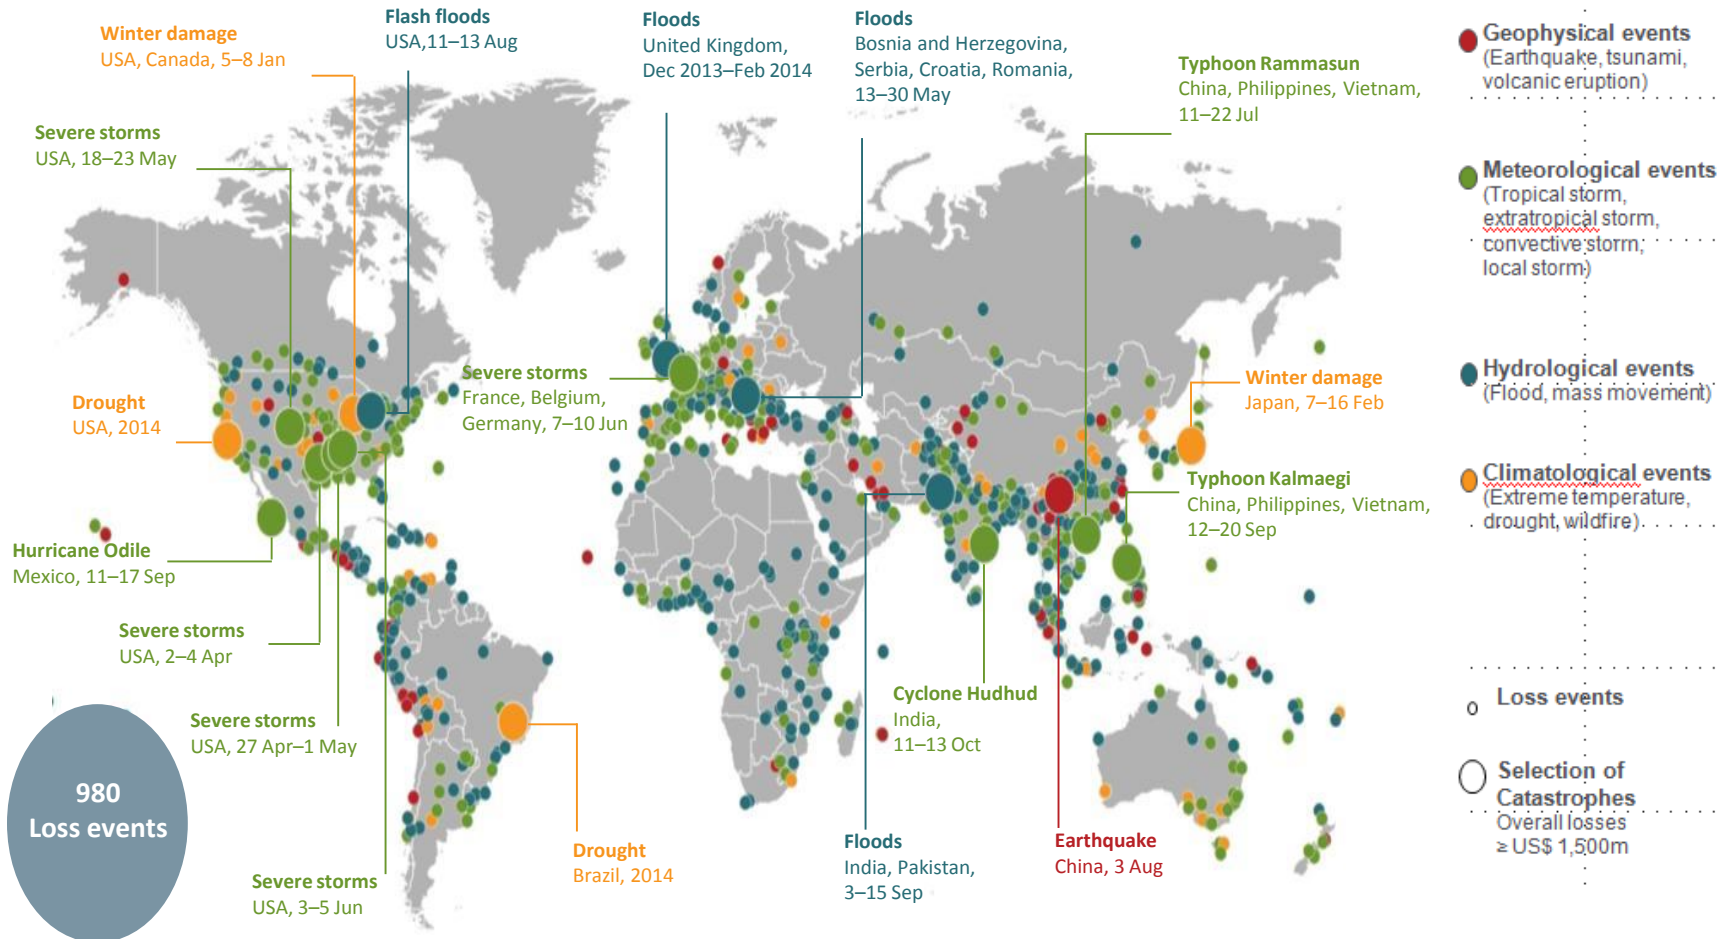 Winter damage
USA, Canada, 5–8 Jan
Flash floods
USA,11–13 Aug
Floods
United Kingdom,
Dec 2013–Feb 2014
Floods
Bosnia and Herzegovina,
Serbia, Croatia, Romania,
13–30 May
Typhoon Rammasun
China, Philippines, Vietnam,
11–22 Jul
Severe storms
USA, 18–23 May
Severe storms
France, Belgium,
Germany, 7–10 Jun
Drought
USA, 2014
Winter damage
Japan, 7–16 Feb
Typhoon Kalmaegi
China, Philippines, Vietnam,
12–20 Sep
Hurricane Odile
Mexico, 11–17 Sep
Severe storms
USA, 2–4 Apr
Severe storms
USA, 27 Apr–1 May
Cyclone Hudhud
India,
11–13 Oct
980
Loss events
Severe storms
USA, 3–5 Jun
Drought
Brazil, 2014
Floods
India, Pakistan,
3–15 Sep
Earthquake
China, 3 Aug
Geophysical events
(Earthquake, tsunami,
volcanic eruption)
Meteorological events
(Tropical storm,
extratropical storm,
convective storm,
local storm)
Hydrological events
(Flood, mass movement)
Climatological events
(Extreme temperature,
drought, wildfire)
Loss events
Selection of
Catastrophes
Overall losses
≥ US$ 1,500m